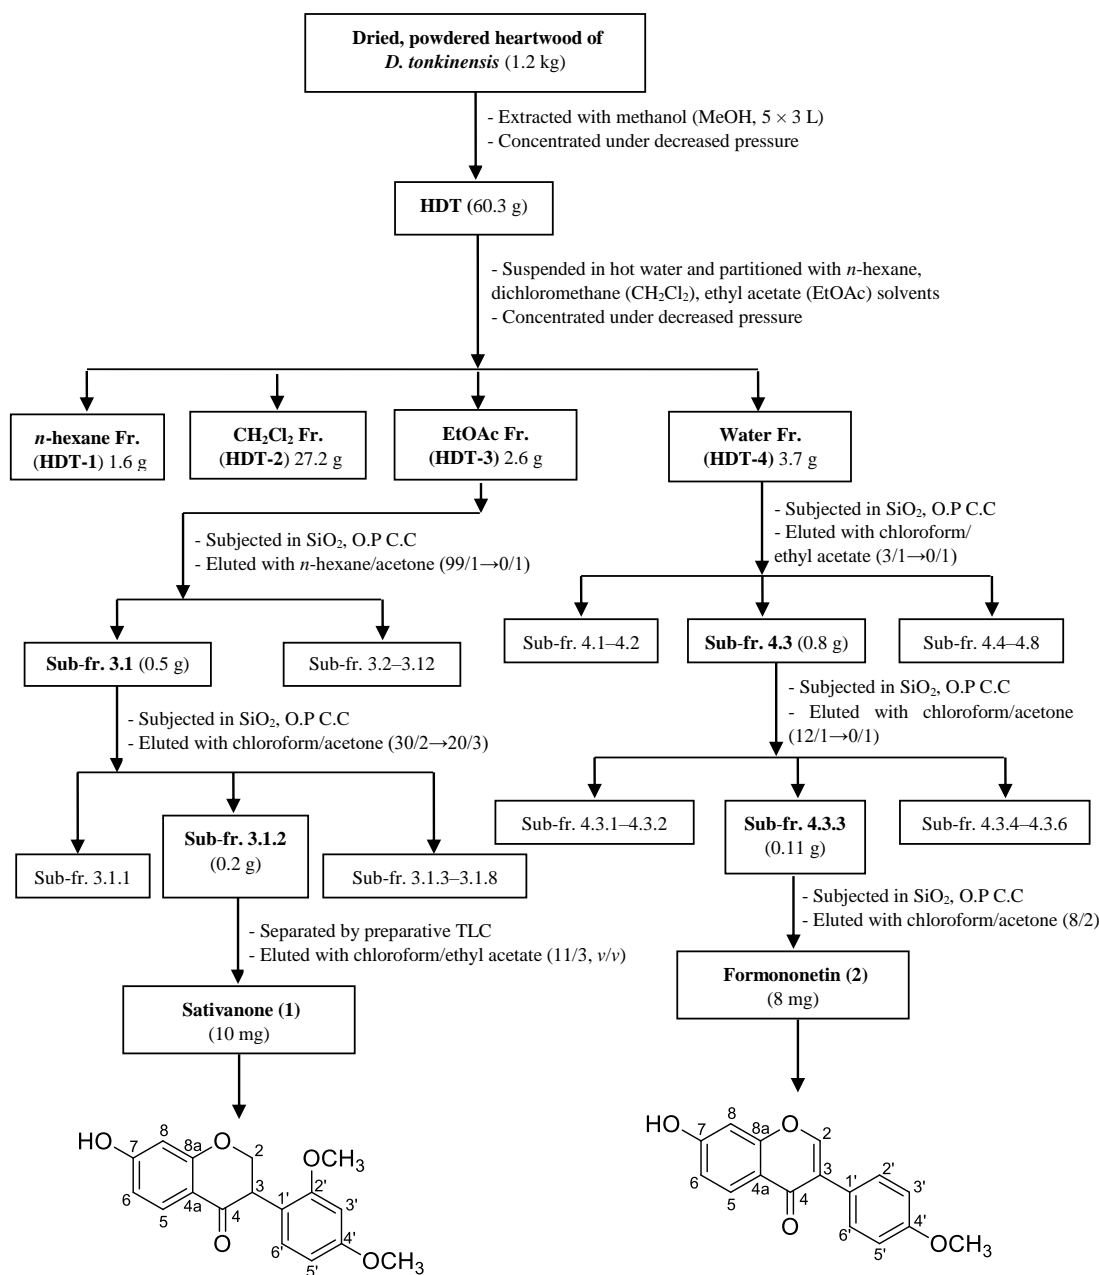 Dried, powdered heartwood of
D. tonkinensis (1.2 kg)
- Extracted with methanol (MeOH, 5 × 3 L)
- Concentrated under decreased pressure
HDT (60.3 g)
- Suspended in hot water and partitioned with n-hexane,
dichloromethane (CH₂Cl₂), ethyl acetate (EtOAc) solvents
- Concentrated under decreased pressure
n-hexane Fr.
(HDT-1) 1.6 g
CH₂Cl₂ Fr.
(HDT-2) 27.2 g
EtOAc Fr.
(HDT-3) 2.6 g
Water Fr.
(HDT-4) 3.7 g
- Subjected in SiO₂, O.P C.C
- Eluted with n-hexane/acetone (99/1→0/1)
- Subjected in SiO₂, O.P C.C
- Eluted with chloroform/
ethyl acetate (3/1→0/1)
Sub-fr. 3.1 (0.5 g)
Sub-fr. 3.2–3.12
Sub-fr. 4.1–4.2
Sub-fr. 4.3 (0.8 g)
Sub-fr. 4.4–4.8
- Subjected in SiO₂, O.P C.C
- Eluted with chloroform/acetone (30/2→20/3)
- Subjected in SiO₂, O.P C.C
- Eluted with chloroform/acetone
(12/1→0/1)
Sub-fr. 3.1.1
Sub-fr. 3.1.2
(0.2 g)
Sub-fr. 3.1.3–3.1.8
Sub-fr. 4.3.1–4.3.2
Sub-fr. 4.3.3
(0.11 g)
Sub-fr. 4.3.4–4.3.6
- Separated by preparative TLC
- Eluted with chloroform/ethyl acetate (11/3, v/v)
- Subjected in SiO₂, O.P C.C
- Eluted with chloroform/acetone (8/2)
Sativanone (1)
(10 mg)
Formononetin (2)
(8 mg)
HO 7 8 8a O 2
OCH₃
6 5 4a 4 3 1' 2' 3'
O 6' 5' 4' OCH₃
HO 7 8 8a O 2
6 5 4a 4 3 1' 2' 3'
O 6' 5' 4' OCH₃